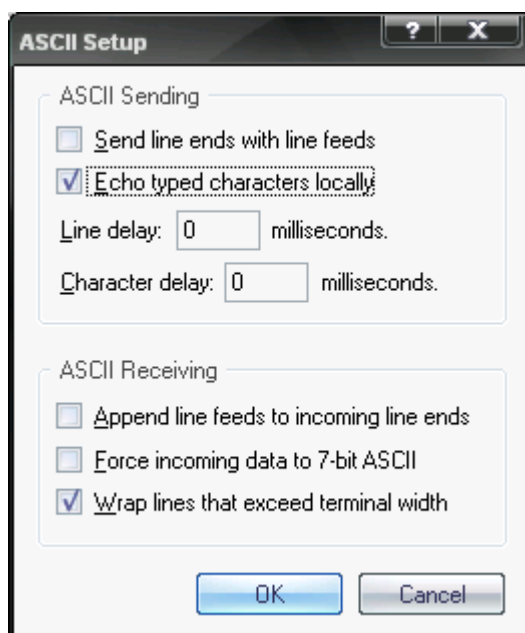 ASCII Setup
? X
ASCII Sending
Send line ends with line feeds
Echo typed characters locally
Line delay: 0 milliseconds.
Character delay: 0 milliseconds.
ASCII Receiving
Append line feeds to incoming line ends
Force incoming data to 7-bit ASCII
Wrap lines that exceed terminal width
OK Cancel